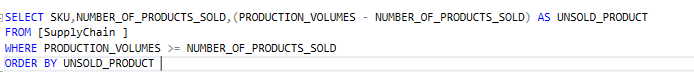 SELECT SKU,NUMBER_OF_PRODUCTS_SOLD,(PRODUCTION_VOLUMES - NUMBER_OF_PRODUCTS_SOLD) AS UNSOLD_PRODUCT
FROM [SupplyChain ]
WHERE PRODUCTION_VOLUMES >= NUMBER_OF_PRODUCTS_SOLD
ORDER BY UNSOLD_PRODUCT